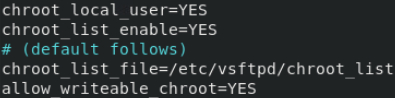 chroot_local_user=YES
chroot_list_enable=YES
# (default follows)
chroot_list_file=/etc/vsftpd/chroot_list
allow_writeable_chroot=YES